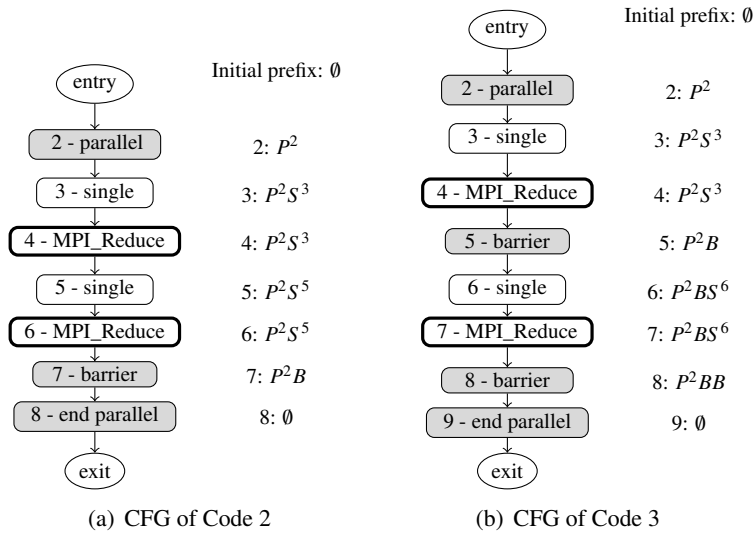 Initial prefix: ∅
entry
2 - parallel
2: P²
3 - single
3: P²S³
4 - MPI_Reduce
4: P²S³
5 - single
5: P²S⁵
6 - MPI_Reduce
6: P²S⁵
7 - barrier
7: P²B
8 - end parallel
8: ∅
exit
(a) CFG of Code 2
Initial prefix: ∅
entry
2 - parallel
2: P²
3 - single
3: P²S³
4 - MPI_Reduce
4: P²S³
5 - barrier
5: P²B
6 - single
6: P²BS⁶
7 - MPI_Reduce
7: P²BS⁶
8 - barrier
8: P²BB
9 - end parallel
9: ∅
exit
(b) CFG of Code 3